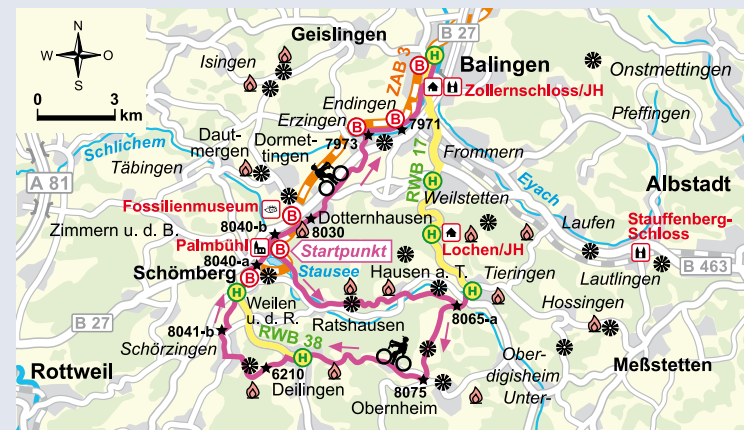 N
W
O
S
0
3
km
Geislingen
B 27
Isingen
Onstmettingen
ZAB 3
H
B
Balingen
Zollernschloss/JH
Endingen
Erzingen
B
B
7971
7973
Pfeffingen
Daut-
mergen
Dormet-
tingen
Schlichem
Täbingen
Frommern
RWB 17
H
Eyach
Weilstetten
Albstadt
A 81
Fossilienmuseum
B
8040-b
8030
Dotternhausen
Zimmern u. d. B.
H
Lochen/JH
Laufen
Stauffenberg-
Schloss
Palmbühl
B
Startpunkt
8040-a
Stausee
Schömberg
B
Hausen a. T.
Tieringen
Lautlingen
B 463
H
Weilen
u. d. R.
H
Hossingen
Ratshausen
8065-a
B 27
8041-b
Schörzingen
RWB 38
H
6210
Deilingen
8075
Obernheim
Ober-
digisheim
Unter-
Meßstetten
Rottweil